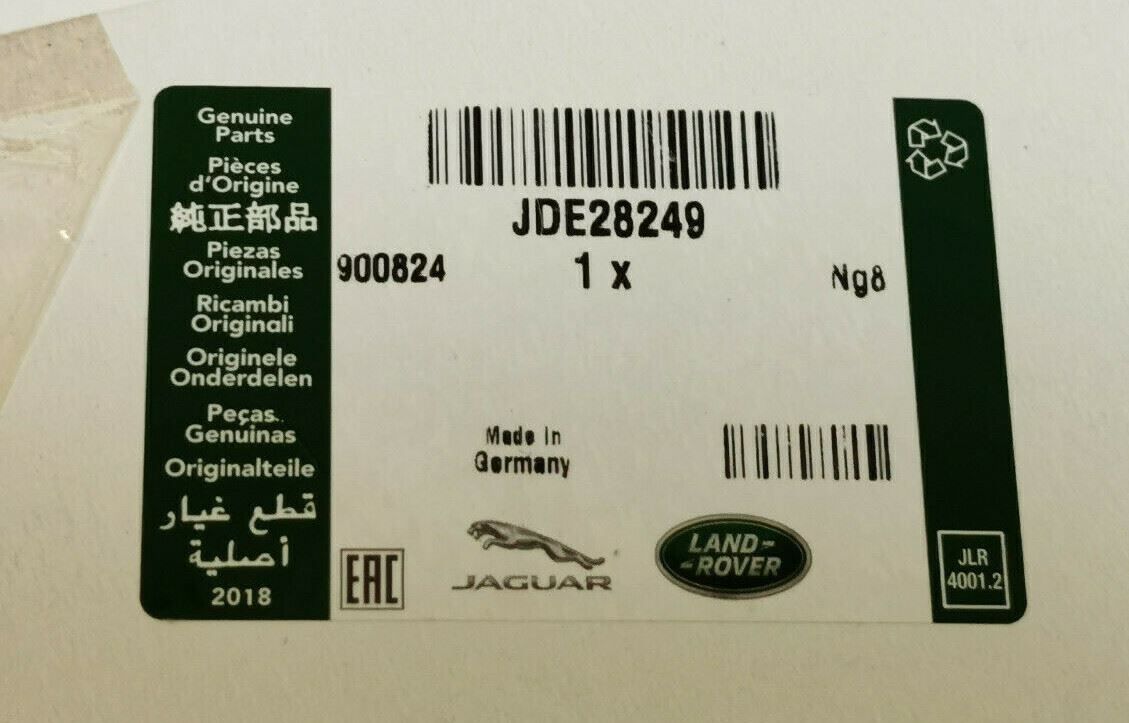 Genuine
Parts
Pièces
d'Origine
純正部品
Piezas
Originales
Ricambi
Originali
Originele
Onderdelen
Peças
Genuinas
Originalteile
قطع غيار
أصلية
2018
JDE28249
900824
1 x
Ng8
Made in
Germany
EAC
JAGUAR
LAND-
-ROVER
JLR
4001.2